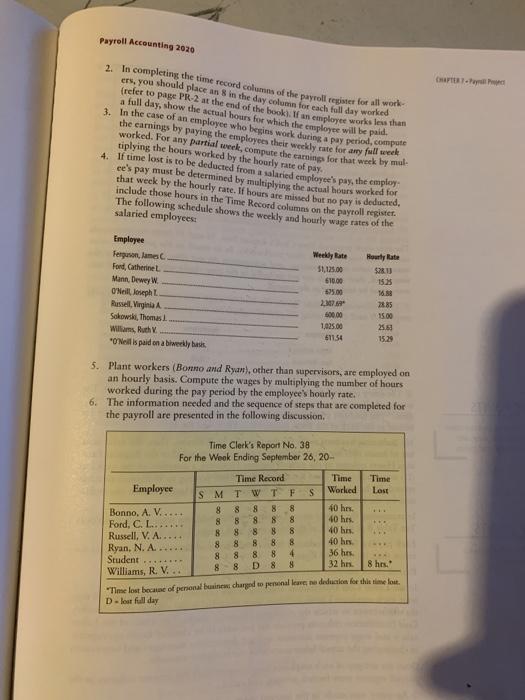 Payroll Accounting 2020
CHAPTER 7 - Payroll Project
2. In completing the time record columns of the payroll register for all work-
ers, you should place an 8 in the day column for each full day worked
(refer to page PR-2 at the end of the book). If an employee works less than
a full day, show the actual hours for which the employee will be paid.
3. In the case of an employee who begins work during a pay period, compute
the earnings by paying the employees their weekly rate for any full week
worked. For any partial week, compute the earnings for that week by mul-
tiplying the hours worked by the hourly rate of pay.
4. If time lost is to be deducted from a salaried employee's pay, the employ-
ee's pay must be determined by multiplying the actual hours worked for
that week by the hourly rate. If hours are missed but no pay is deducted,
include those hours in the Time Record columns on the payroll register.
The following schedule shows the weekly and hourly wage rates of the
salaried employees:
Employee Weekly Rate Hourly Rate
Ferguson, James C. $1,125.00 $28.13
Ford, Catherine L. 610.00 15.25
Mann, Dewey W. 675.00 16.88
O'Neill, Joseph T. 2,307.69* 28.85
Russell, Virginia A. 600.00 15.00
Sokowski, Thomas J. 1,025.00 25.63
Williams, Ruth V. 611.54 15.29
*O'Neill is paid on a biweekly basis.
5. Plant workers (Bonno and Ryan), other than supervisors, are employed on
an hourly basis. Compute the wages by multiplying the number of hours
worked during the pay period by the employee's hourly rate.
6. The information needed and the sequence of steps that are completed for
the payroll are presented in the following discussion.
Time Clerk's Report No. 38
For the Week Ending September 26, 20--
Time Record Time Time
Employee S M T W T F S Worked Lost
Bonno, A. V. .... 8 8 8 8 8 40 hrs. ...
Ford, C. L. ...... 8 8 8 8 8 40 hrs. ...
Russell, V. A. .... 8 8 8 8 8 40 hrs. ...
Ryan, N. A. ..... 8 8 8 8 8 40 hrs. ...
Student ........ 8 8 8 8 4 36 hrs. ...
Williams, R. V. .. 8 8 D 8 8 32 hrs. 8 hrs.*
*Time lost because of personal business; charged to personal leave; no deduction for this time lost.
D = lost full day